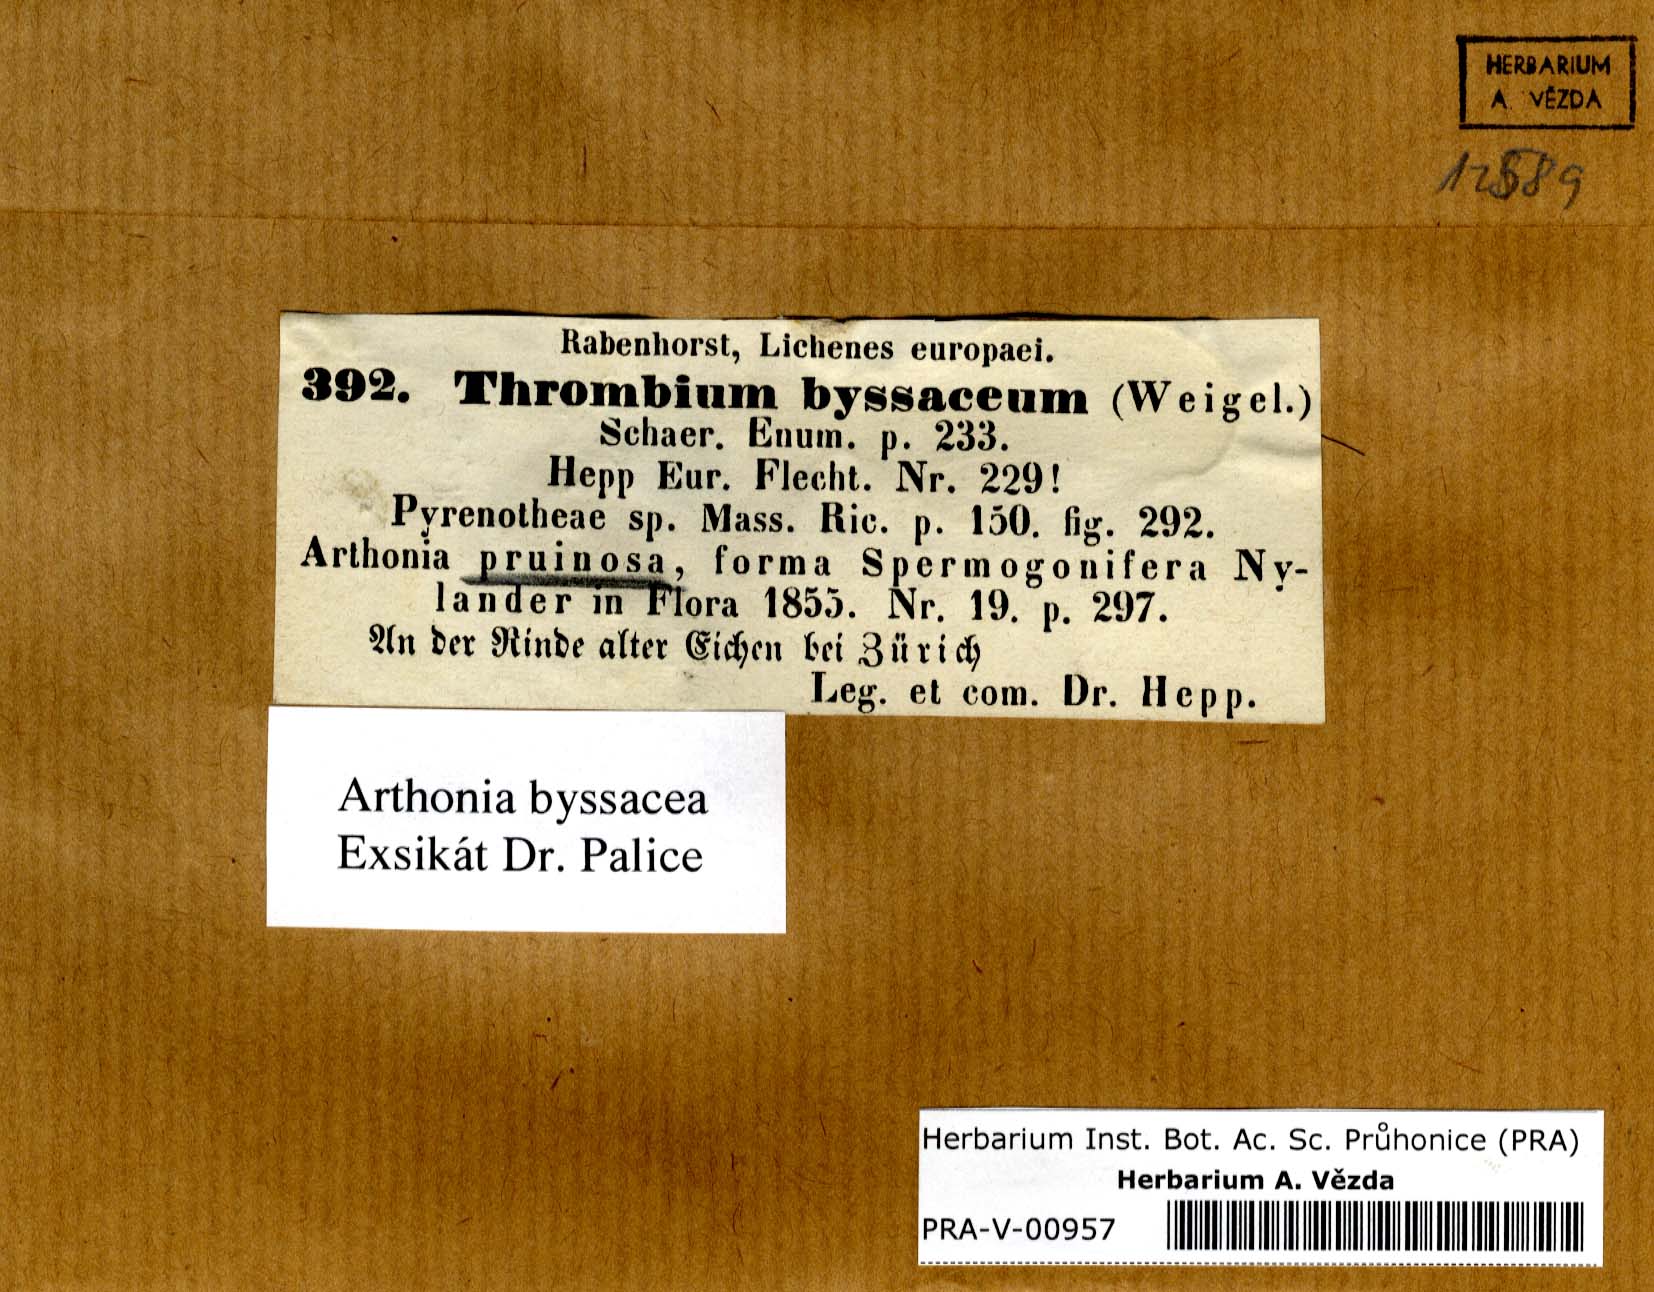 HERBARIUM
A. VĚZDA
Rabenhorst, Lichenes europaei.
392. Thrombium byssaceum (Weigel.)
Schaer. Enum. p. 233.
Hepp Eur. Flecht. Nr. 229!
Pyrenotheae sp. Mass. Ric. p. 150. fig. 292.
Arthonia pruinosa, forma Spermogonifera Ny-
lander in Flora 1855. Nr. 19. p. 297.
An der Rinde alter Eichen bei Zürich
Leg. et com. Dr. Hepp.
Arthonia byssacea
Exsikát Dr. Palice
Herbarium Inst. Bot. Ac. Sc. Průhonice (PRA)
Herbarium A. Vězda
PRA-V-00957